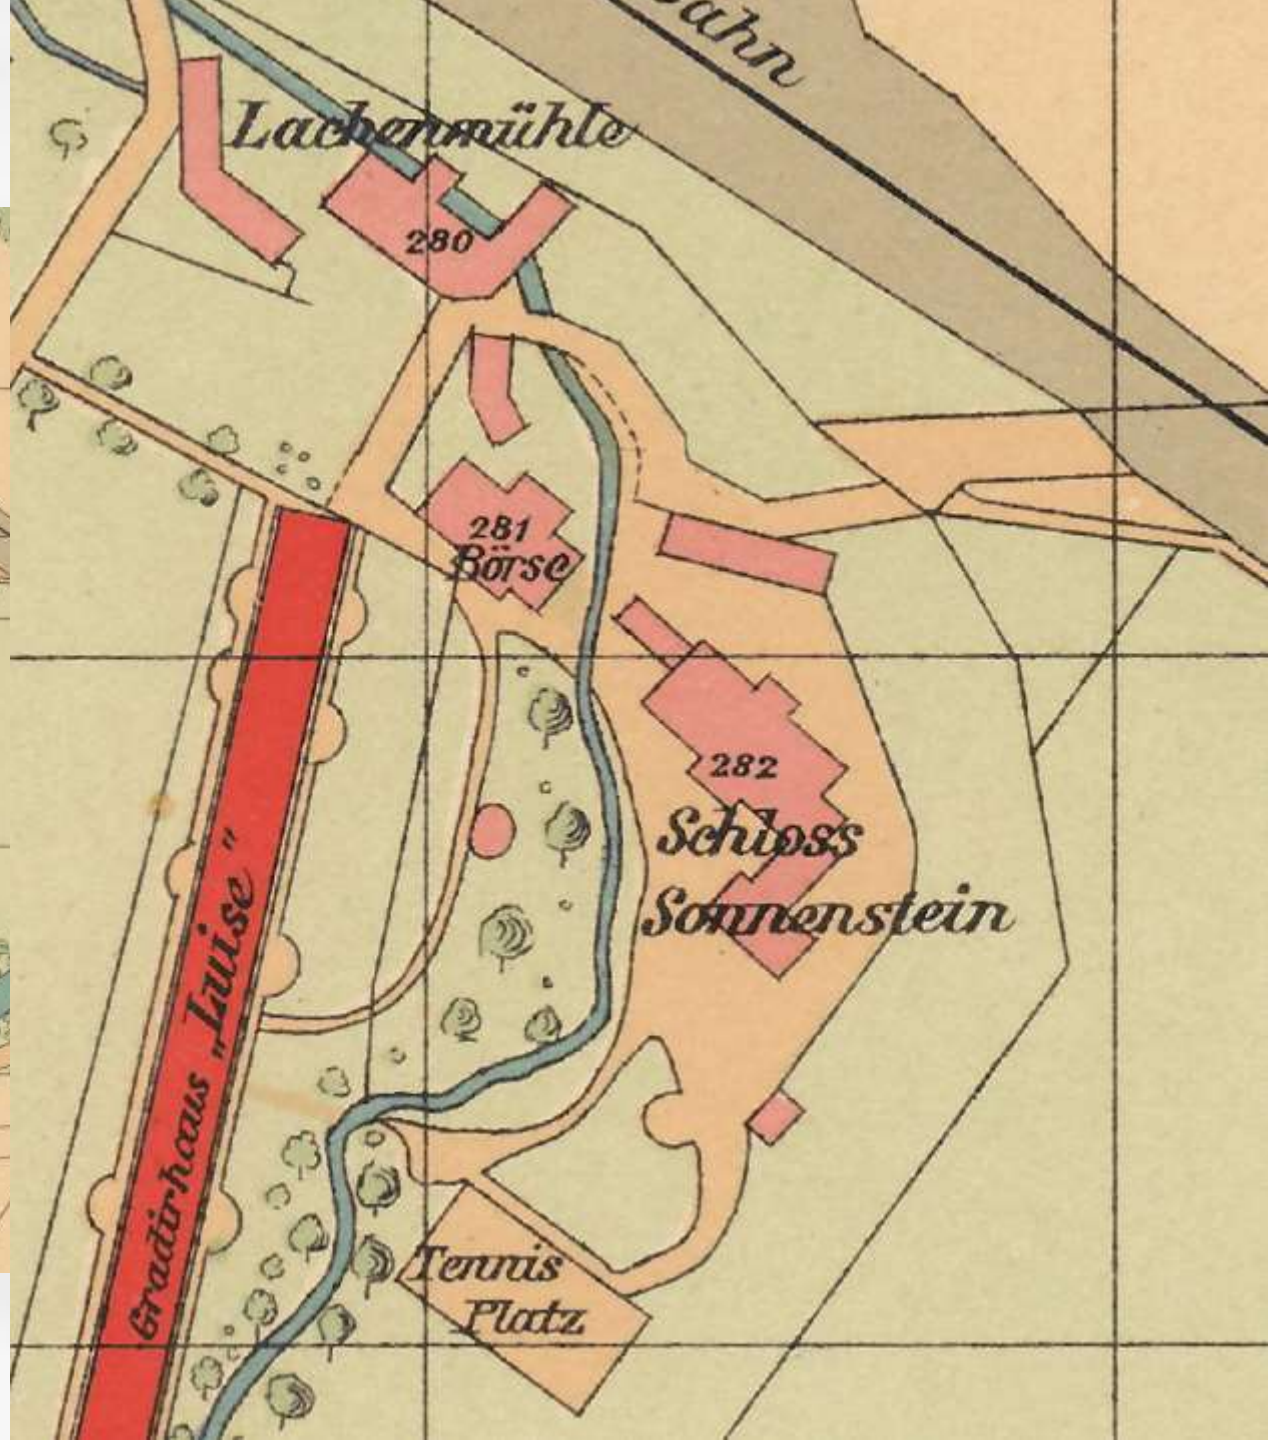 bahn
Lachenmühle
280
281
Börse
282
Schloss
Sonnenstein
Gradirhaus „Luise"
Tennis
Platz